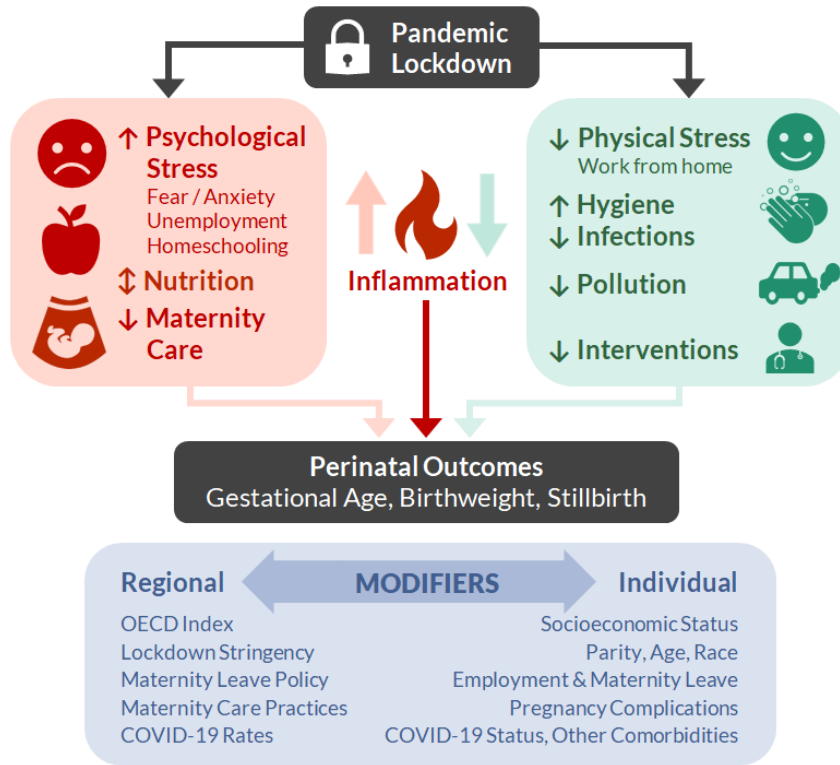 Pandemic
Lockdown
↑ Psychological
Stress
Fear / Anxiety
Unemployment
Homeschooling
↕ Nutrition
↓ Maternity
Care
Inflammation
↓ Physical Stress
Work from home
↑ Hygiene
↓ Infections
↓ Pollution
↓ Interventions
Perinatal Outcomes
Gestational Age, Birthweight, Stillbirth
MODIFIERS
Regional
OECD Index
Lockdown Stringency
Maternity Leave Policy
Maternity Care Practices
COVID-19 Rates
Individual
Socioeconomic Status
Parity, Age, Race
Employment & Maternity Leave
Pregnancy Complications
COVID-19 Status, Other Comorbidities